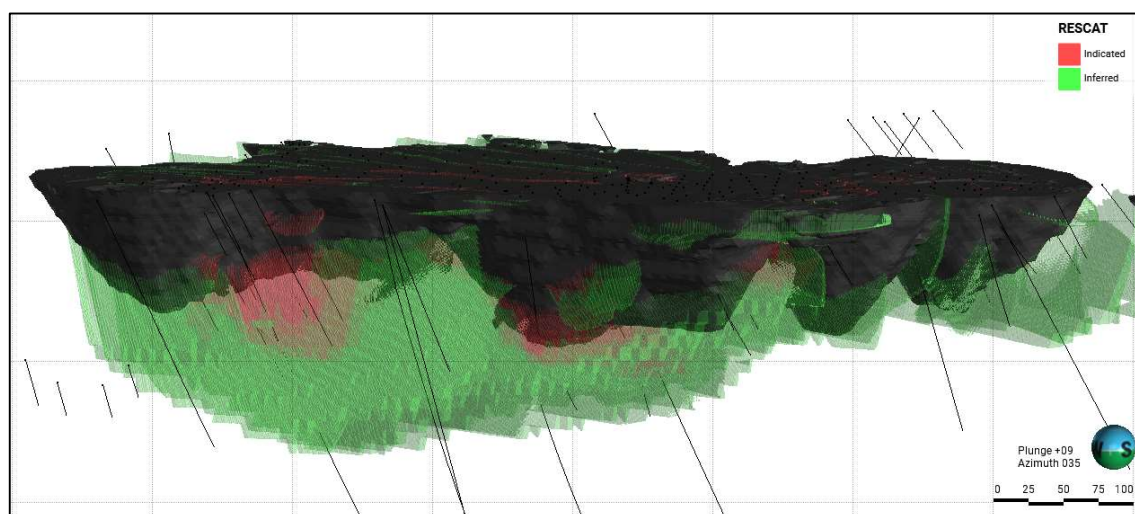 RESCAT
Indicated
Inferred
Plunge +09
Azimuth 035
W S
0 25 50 75 100